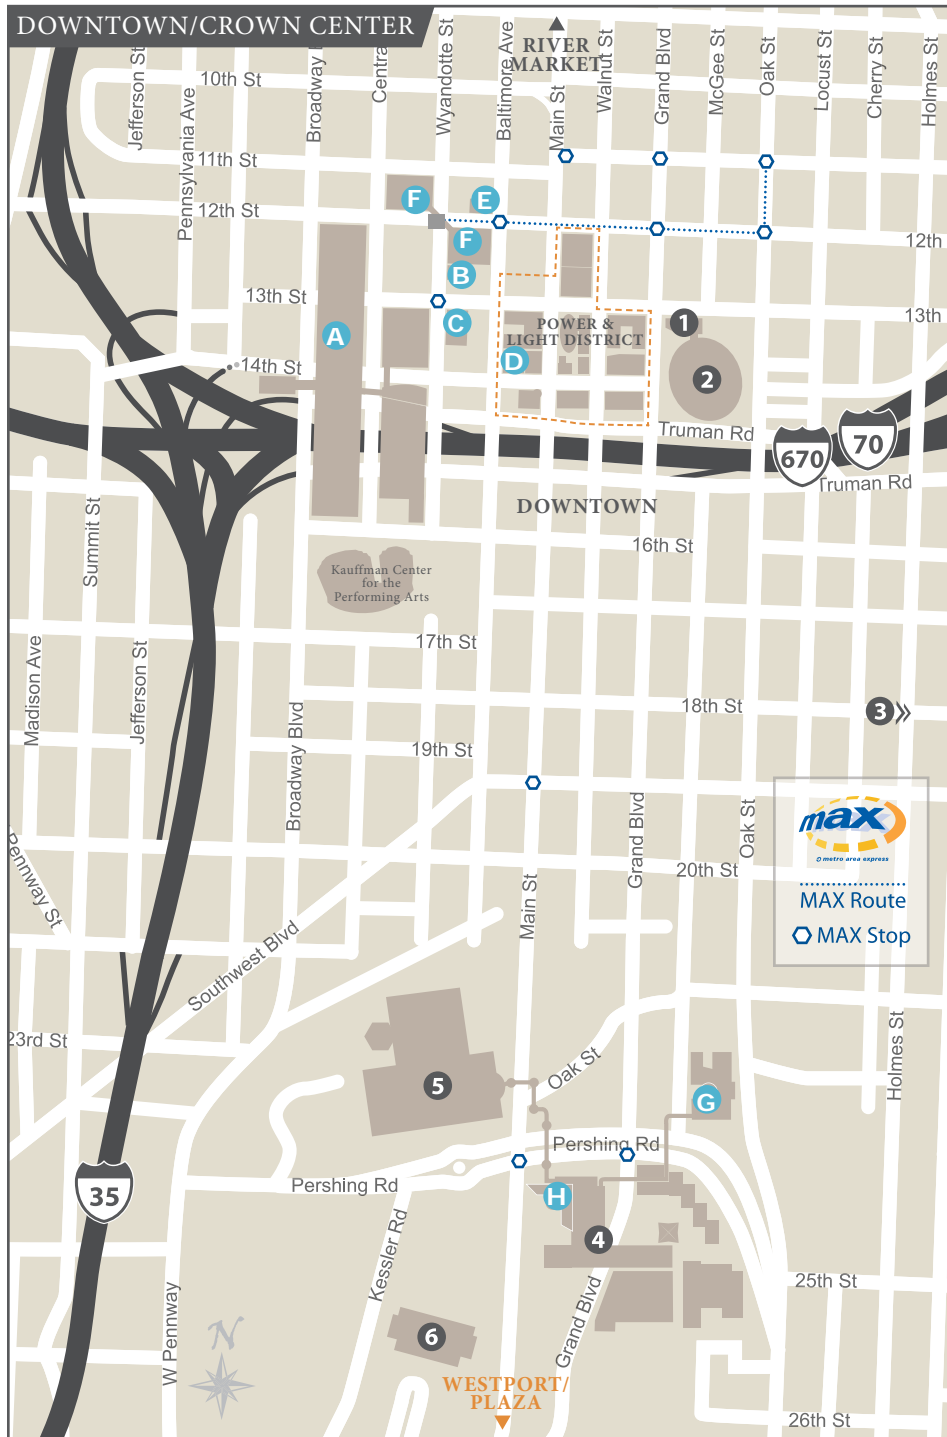 DOWNTOWN/CROWN CENTER
RIVER
MARKET
Jefferson St
Pennsylvania Ave
Broadway
Central
Wyandotte St
Baltimore Ave
Main St
Walnut St
Grand Blvd
McGee St
Oak St
Locust St
Cherry St
Holmes St
10th St
11th St
12th St
F
E
F
12th
B
13th St
13th
C
1
POWER &
LIGHT DISTRICT
A
D
14th St
2
Truman Rd
670
70
Truman Rd
DOWNTOWN
Summit St
16th St
Kauffman Center
for the
Performing Arts
17th St
Madison Ave
Jefferson St
Broadway Blvd
18th St
3
19th St
max
metro area express
MAX Route
MAX Stop
Grand Blvd
Oak St
20th St
Pennway St
Main St
Southwest Blvd
23rd St
Holmes St
Oak St
5
G
Pershing Rd
Pershing Rd
35
H
4
Kessler Rd
25th St
W Pennway
Grand Blvd
N
6
WESTPORT/
PLAZA
26th St